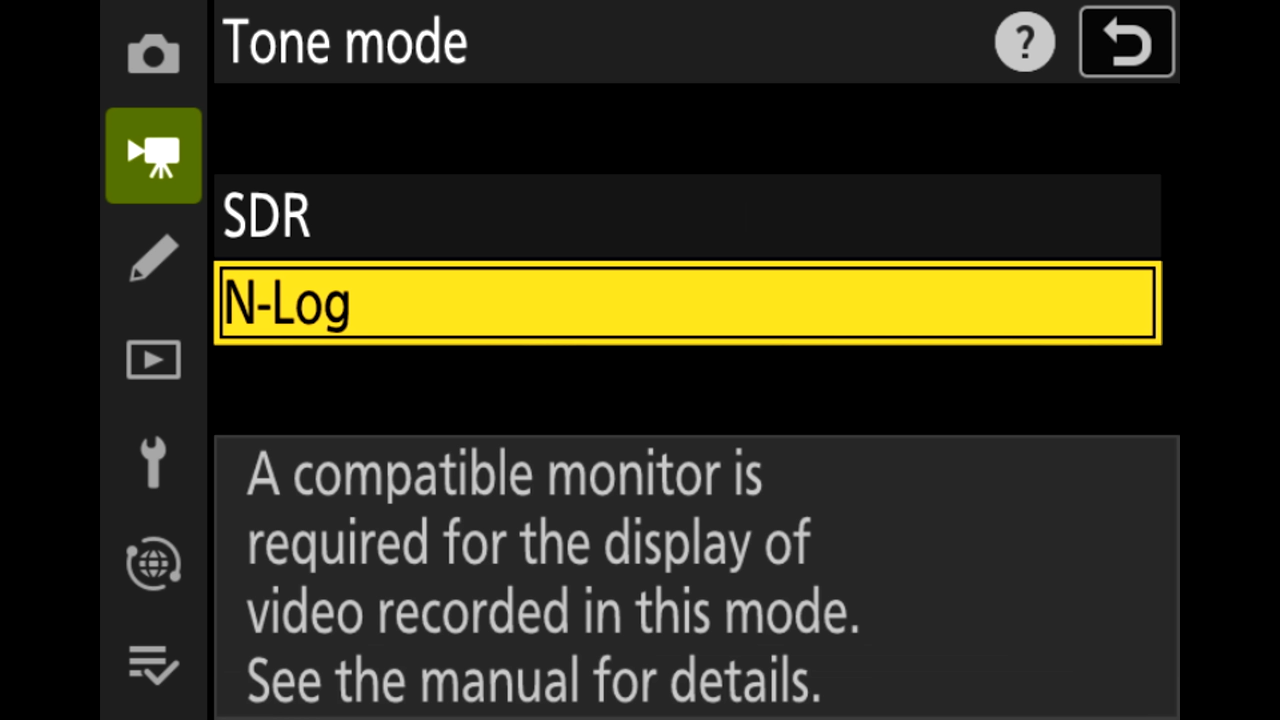 Tone mode
?
SDR
N-Log
A compatible monitor is
required for the display of
video recorded in this mode.
See the manual for details.